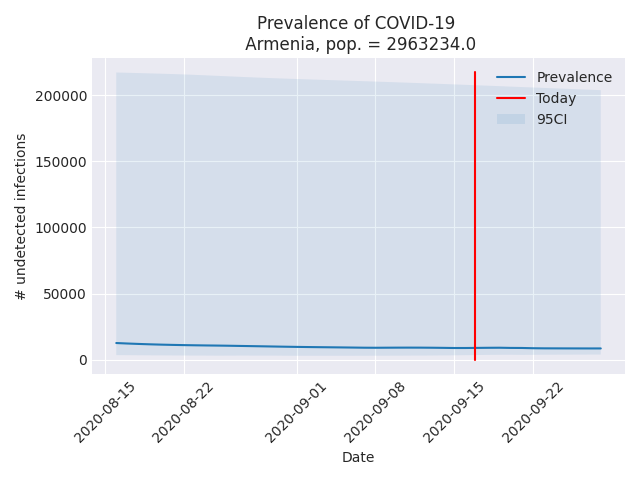 Prevalence of COVID-19
Armenia, pop. = 2963234.0
Prevalence
Today
95CI
200000
150000
100000
50000
0
# undetected infections
2020-08-15
2020-08-22
2020-09-01
2020-09-08
2020-09-15
2020-09-22
Date